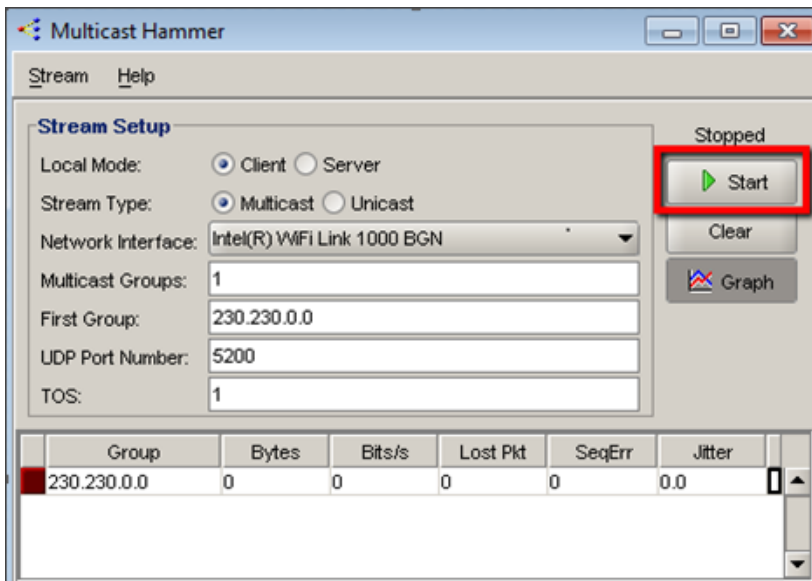 Multicast Hammer
Stream Help
Stream Setup
Stopped
Local Mode: Client Server
Start
Stream Type: Multicast Unicast
Network Interface: Intel(R) WiFi Link 1000 BGN
Clear
Multicast Groups: 1
Graph
First Group: 230.230.0.0
UDP Port Number: 5200
TOS: 1
Group Bytes Bits/s Lost Pkt SeqErr Jitter
230.230.0.0 0 0 0 0 0.0